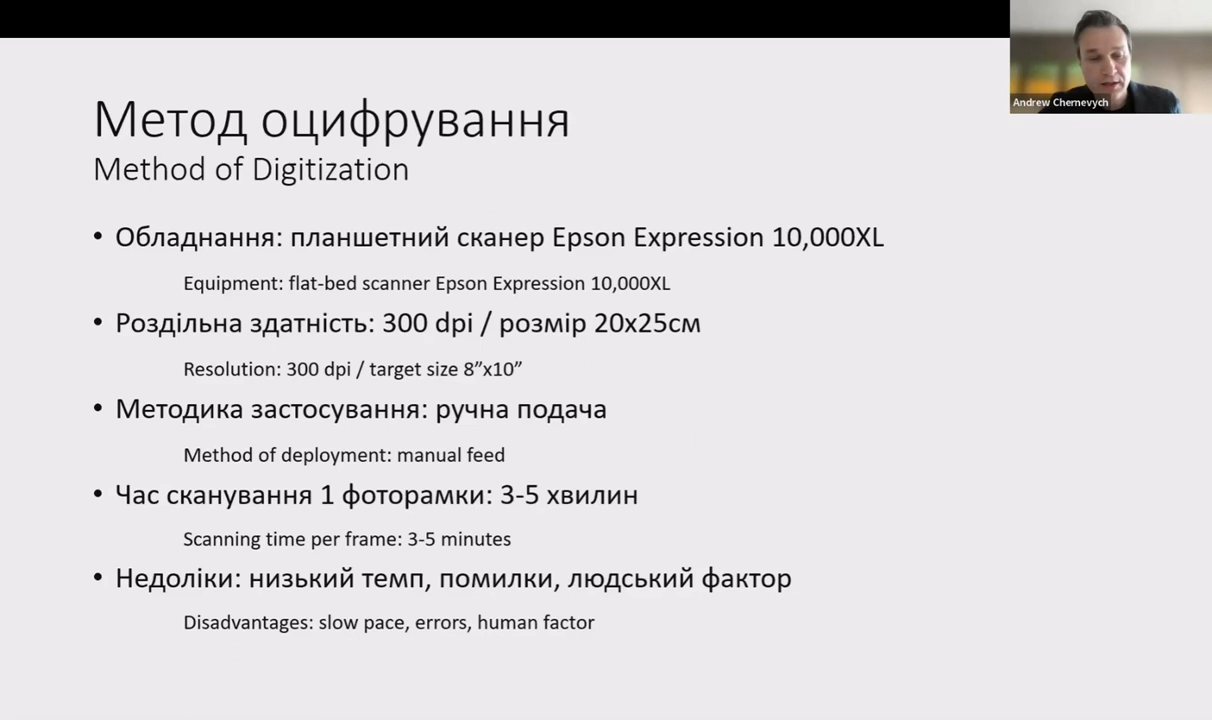 Andrew Chernevych
Метод оцифрування
Method of Digitization
• Обладнання: планшетний сканер Epson Expression 10,000XL
Equipment: flat-bed scanner Epson Expression 10,000XL
• Роздільна здатність: 300 dpi / розмір 20x25см
Resolution: 300 dpi / target size 8”x10”
• Методика застосування: ручна подача
Method of deployment: manual feed
• Час сканування 1 фоторамки: 3-5 хвилин
Scanning time per frame: 3-5 minutes
• Недоліки: низький темп, помилки, людський фактор
Disadvantages: slow pace, errors, human factor